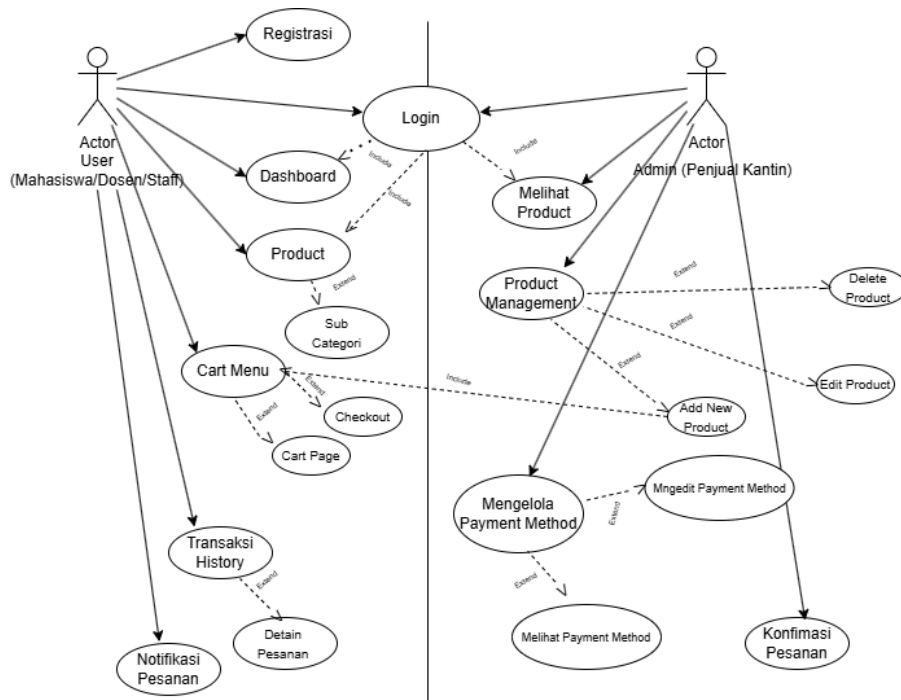 Registrasi
Login
Actor
User
(Mahasiswa/Dosen/Staff)
Actor
Admin (Penjual Kantin)
Include
Include
Include
Dashboard
Melihat
Product
Product
Extend
Sub
Categori
Product
Management
Extend
Delete
Product
Extend
Extend
Edit Product
Cart Menu
Include
Extend
Extend
Checkout
Cart Page
Add New
Product
Mengelola
Payment Method
Extend
Mngedit Payment Method
Extend
Melihat Payment Method
Transaksi
History
Extend
Detain
Pesanan
Notifikasi
Pesanan
Konfimasi
Pesanan